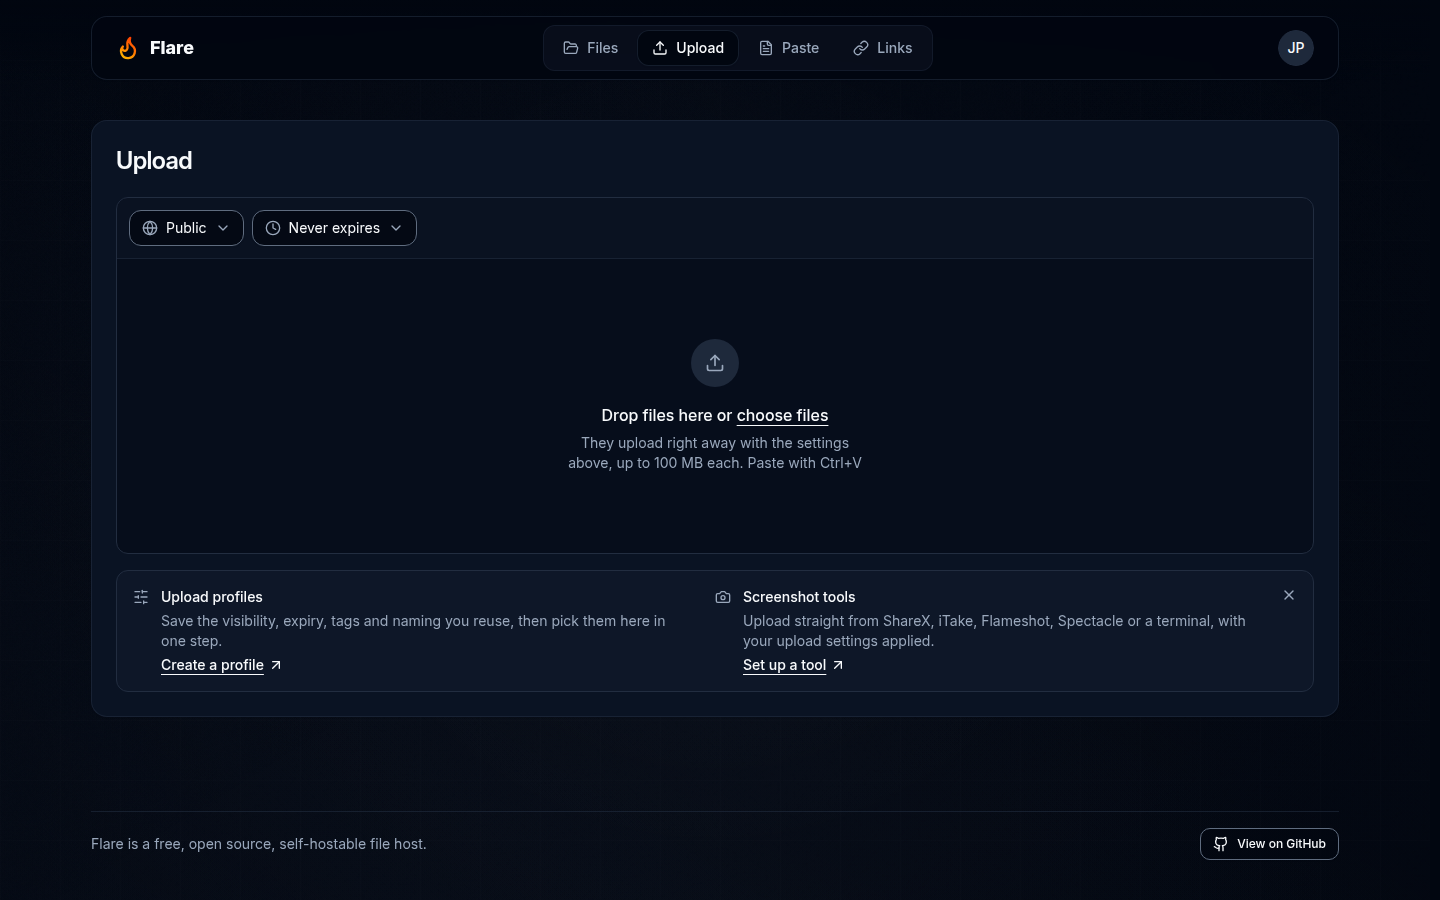 Flare
Files
Upload
Paste
Links
JP
Upload
Public
Never expires
Drop files here or choose files
They upload right away with the settings
above, up to 100 MB each. Paste with Ctrl+V
Upload profiles
Save the visibility, expiry, tags and naming you reuse, then pick them here in
one step.
Create a profile
Screenshot tools
Upload straight from ShareX, iTake, Flameshot, Spectacle or a terminal, with
your upload settings applied.
Set up a tool
Flare is a free, open source, self-hostable file host.
View on GitHub